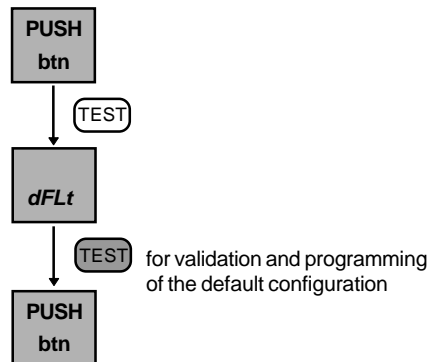 PUSH
btn
TEST
dFLt
TEST
for validation and programming
of the default configuration
PUSH
btn